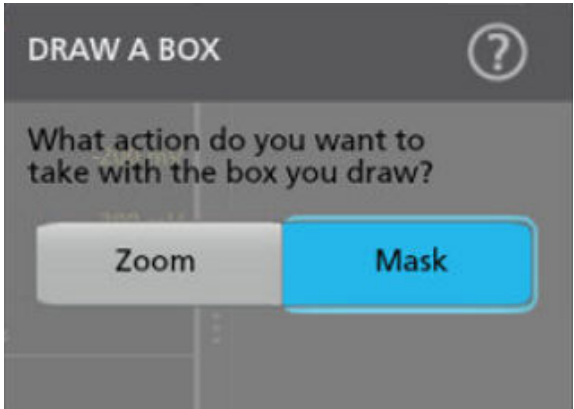 DRAW A BOX
?
What action do you want to
take with the box you draw?
Zoom
Mask